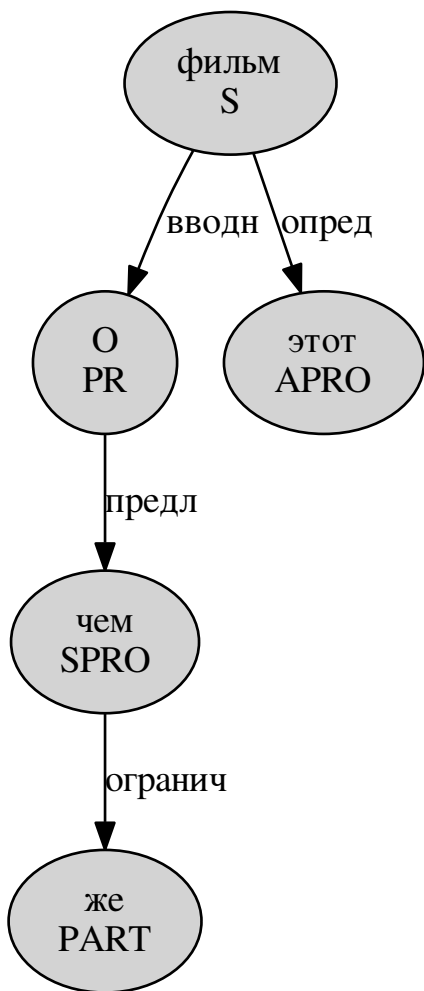 фильм
S
вводн
опред
О
PR
этот
APRO
предл
чем
SPRO
огранич
же
PART